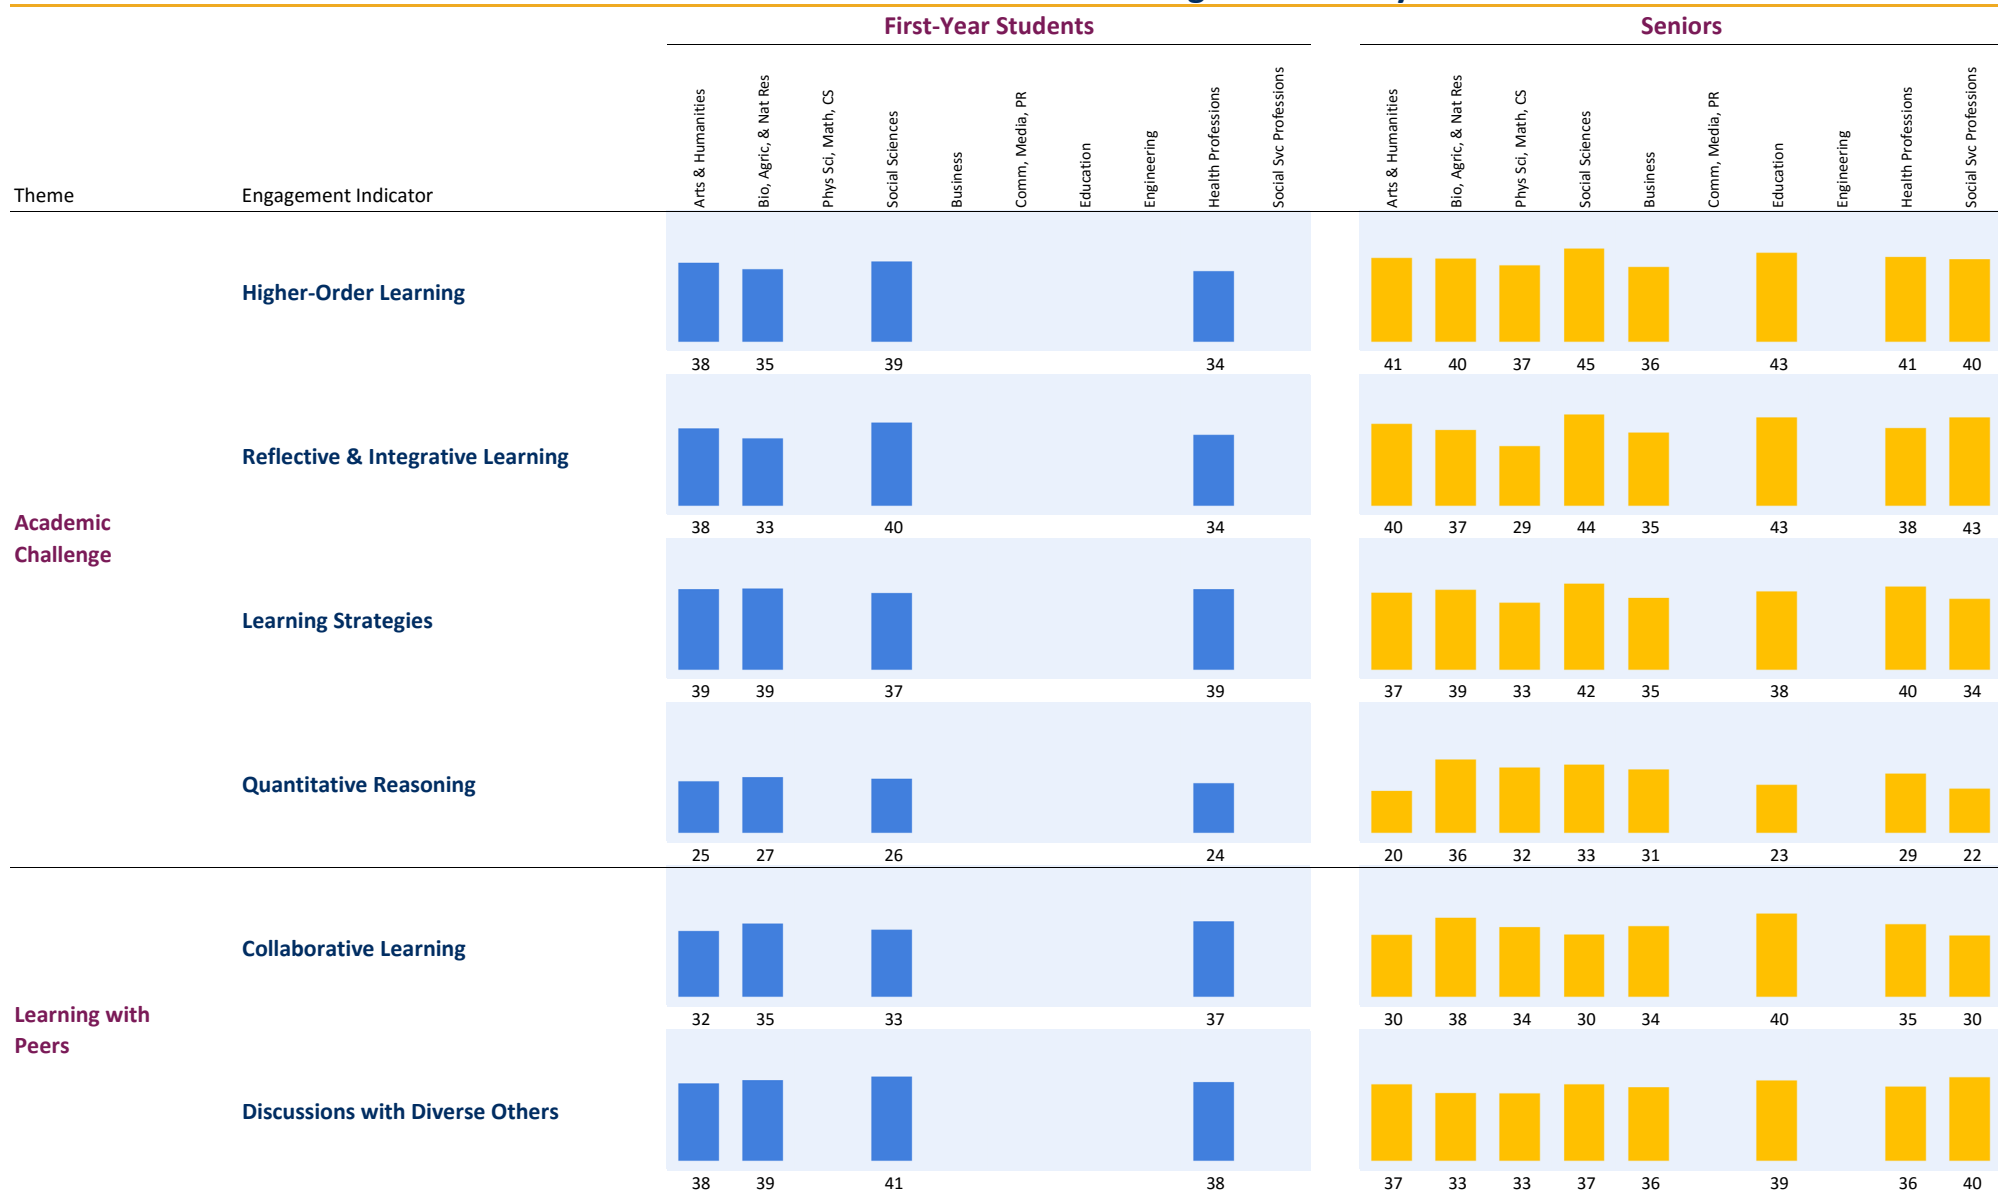 First-Year Students Seniors
Arts & Humanities Bio, Agric, & Nat Res Phys Sci, Math, CS Social Sciences Business Comm, Media, PR Education Engineering Health Professions Social Svc Professions Arts & Humanities Bio, Agric, & Nat Res Phys Sci, Math, CS Social Sciences Business Comm, Media, PR Education Engineering Health Professions Social Svc Professions
Theme Engagement Indicator
Higher-Order Learning
38 35 39 34 41 40 37 45 36 43 41 40
Reflective & Integrative Learning
38 33 40 34 40 37 29 44 35 43 38 43
Academic
Challenge
Learning Strategies
39 39 37 39 37 39 33 42 35 38 40 34
Quantitative Reasoning
25 27 26 24 20 36 32 33 31 23 29 22
Collaborative Learning
32 35 33 37 30 38 34 30 34 40 35 30
Learning with
Peers
Discussions with Diverse Others
38 39 41 38 37 33 33 37 36 39 36 40